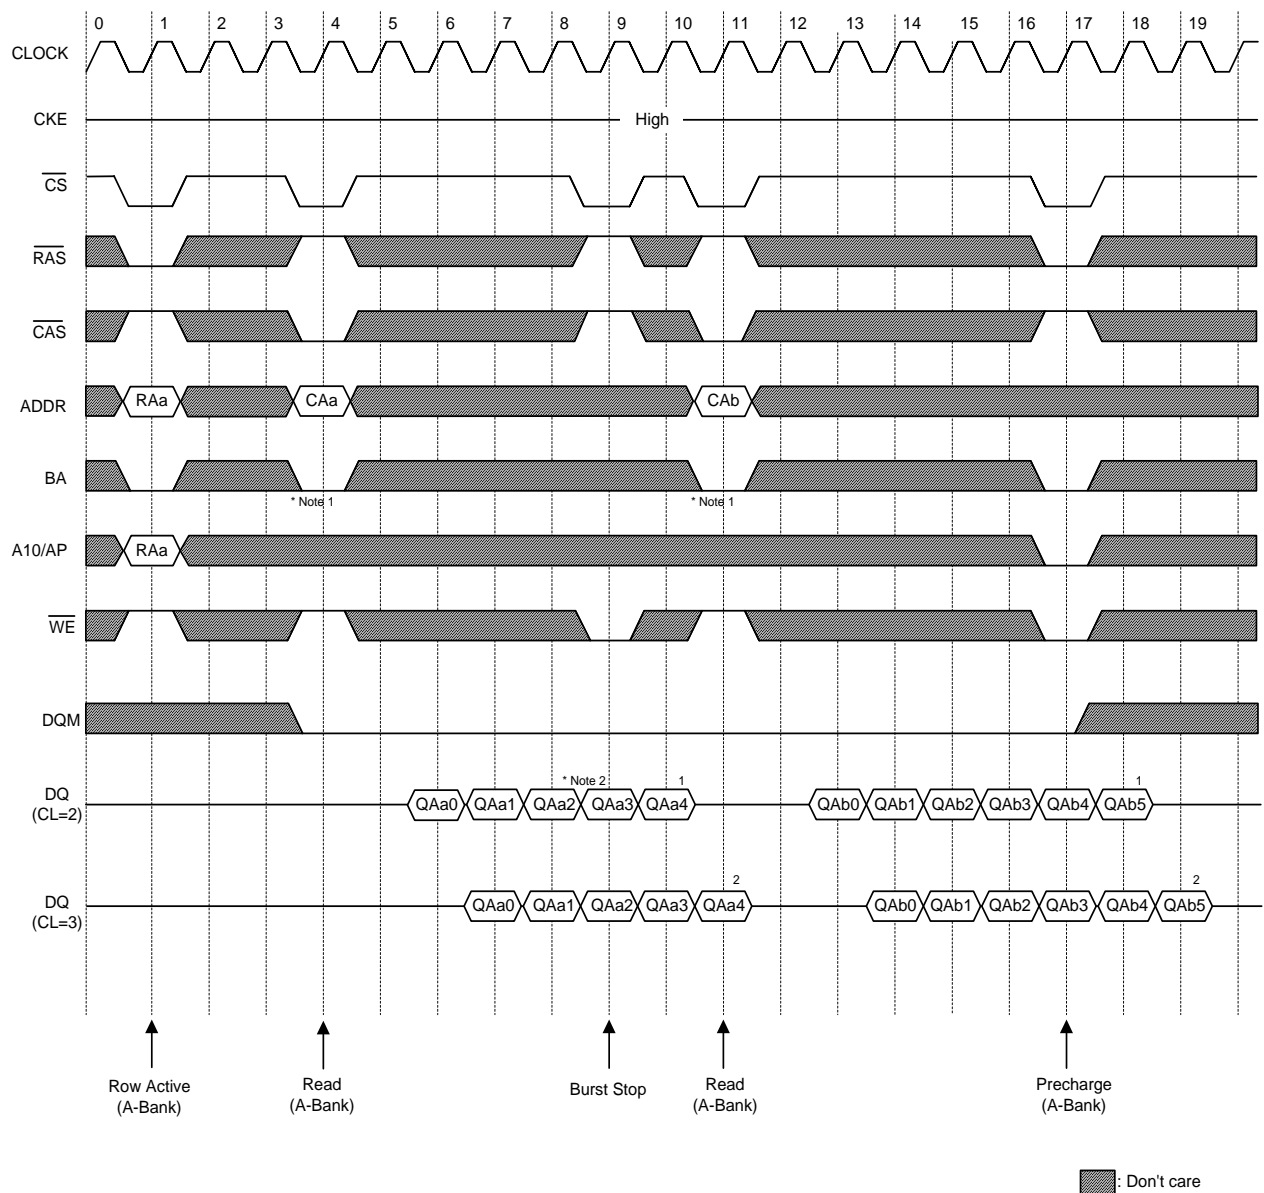 0 1 2 3 4 5 6 7 8 9 10 11 12 13 14 15 16 17 18 19
CLOCK
CKE High
CS
RAS
CAS
ADDR RAa CAa CAb
BA
* Note 1 * Note 1
A10/AP RAa
WE
DQM
* Note 2 1 1
DQ
(CL=2)
QAa0 QAa1 QAa2 QAa3 QAa4 QAb0 QAb1 QAb2 QAb3 QAb4 QAb5
2 2
DQ
(CL=3)
QAa0 QAa1 QAa2 QAa3 QAa4 QAb0 QAb1 QAb2 QAb3 QAb4 QAb5
Row Active
(A-Bank)
Read
(A-Bank)
Burst Stop
Read
(A-Bank)
Precharge
(A-Bank)
: Don't care